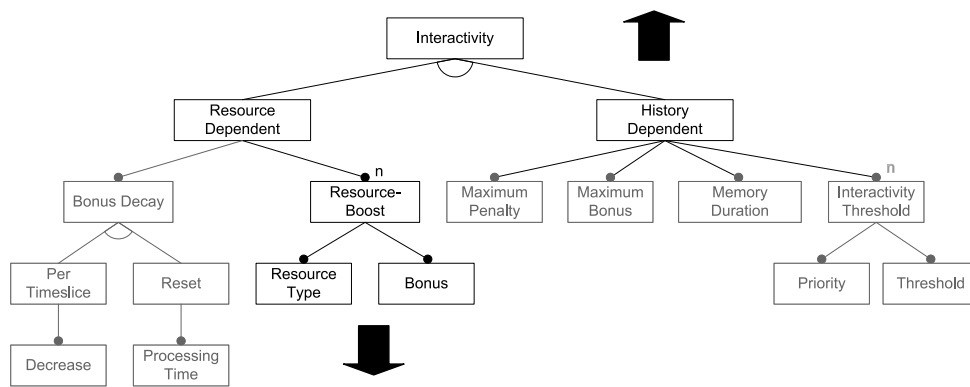 Interactivity
Resource
Dependent
History
Dependent
n
n
Bonus Decay
Resource-
Boost
Maximum
Penalty
Maximum
Bonus
Memory
Duration
Interactivity
Threshold
Per
Timeslice
Reset
Resource
Type
Bonus
Priority
Threshold
Decrease
Processing
Time